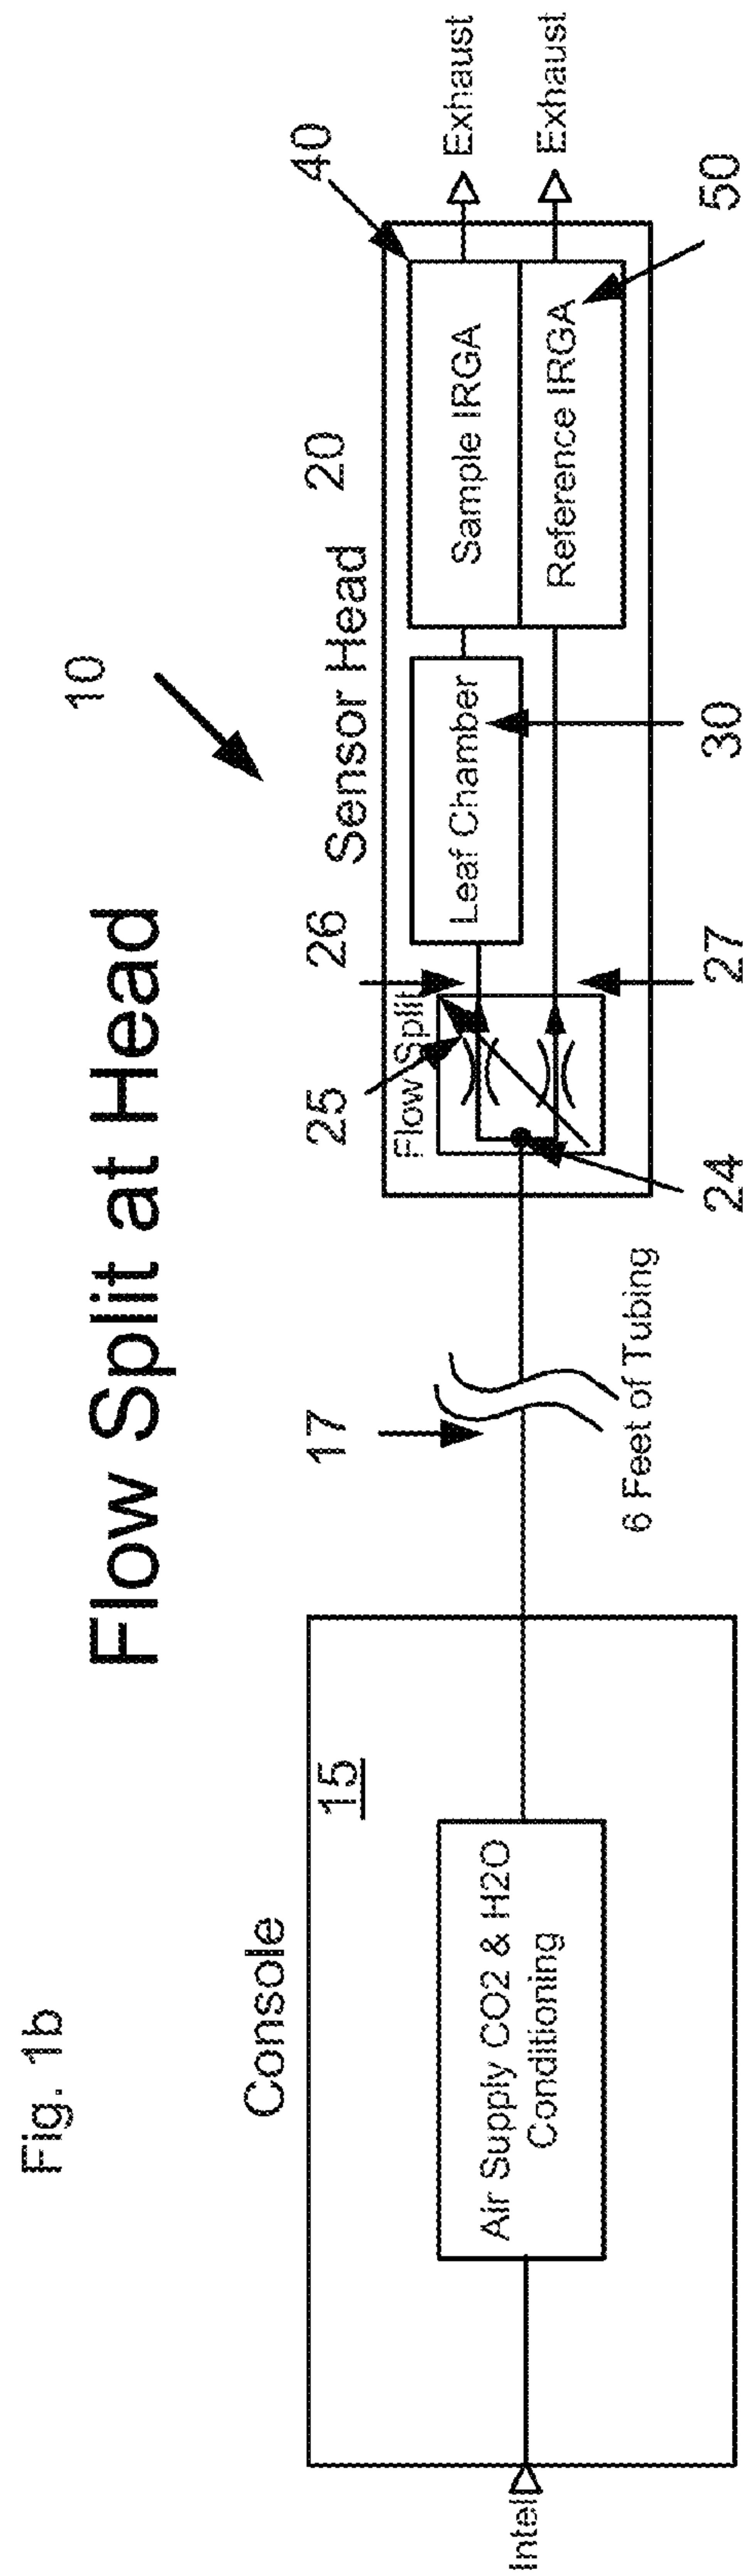 Fig. 1b
Flow Split at Head
10
Console
15
Intel
Air Supply CO2 & H2O
Conditioning
17
6 Feet of Tubing
Sensor Head
20
Flow Split
25
26
24
27
Leaf Chamber
30
Sample IRGA
40
Reference IRGA
50
Exhaust
Exhaust